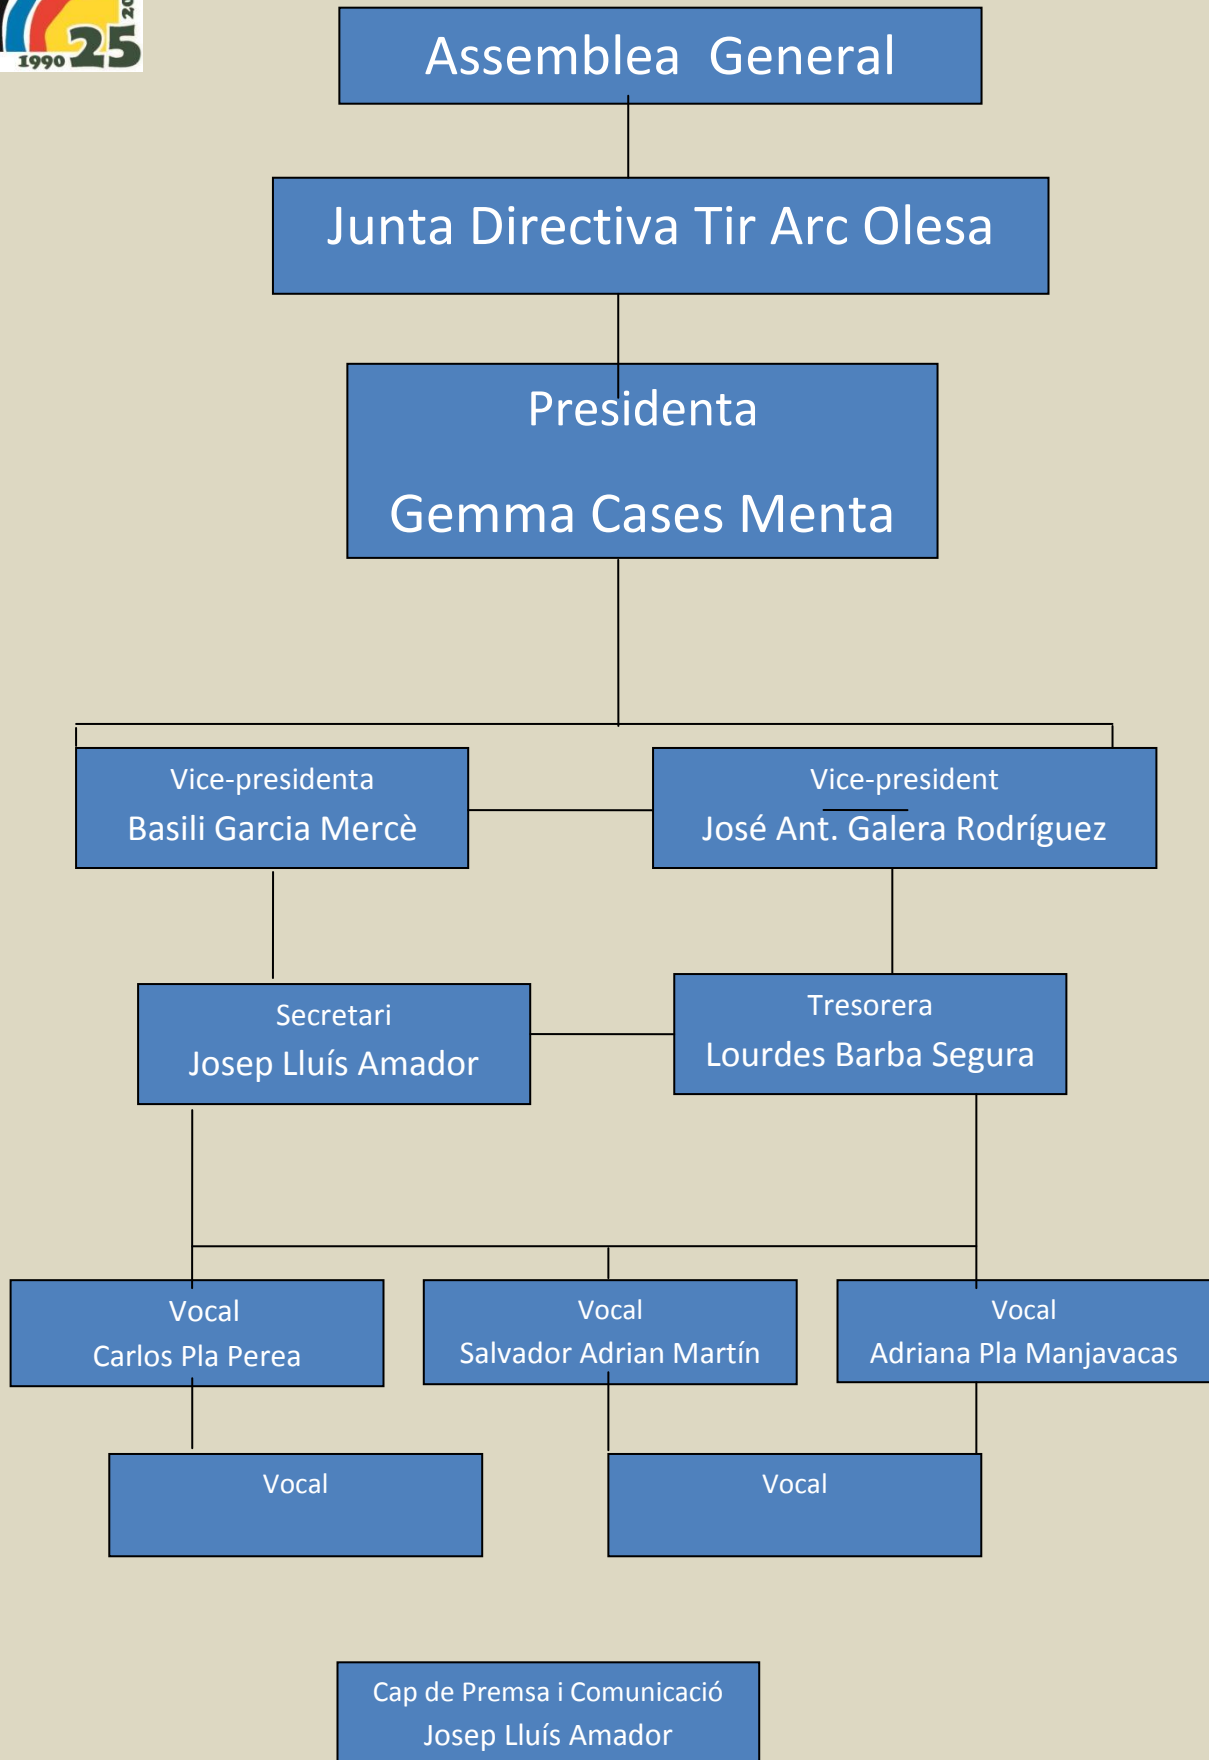 1990 25 20
Assemblea General
Junta Directiva Tir Arc Olesa
Presidenta
Gemma Cases Menta
Vice-presidenta
Basili Garcia Mercè
Vice-president
José Ant. Galera Rodríguez
Secretari
Josep Lluís Amador
Tresorera
Lourdes Barba Segura
Vocal
Carlos Pla Perea
Vocal
Salvador Adrian Martín
Vocal
Adriana Pla Manjavacas
Vocal
Vocal
Cap de Premsa i Comunicació
Josep Lluís Amador